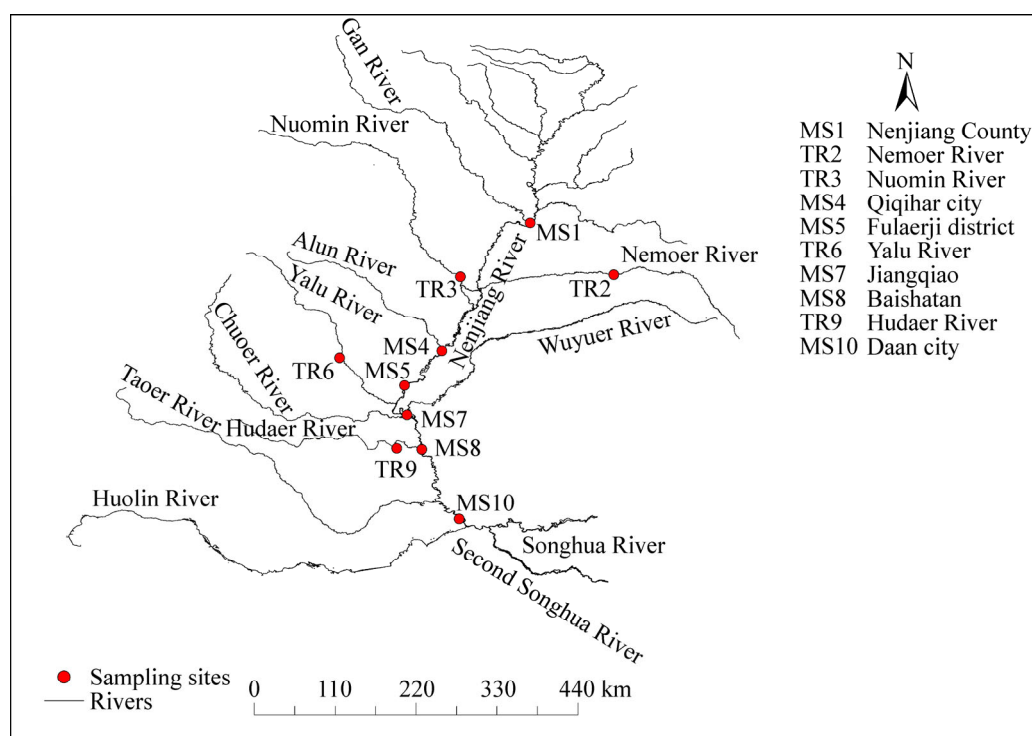 Gan River
Nuomin River
MS1
Alun River
Nenjiang River
Nemoer River
TR3
TR2
Yalu River
Wuyuer River
Chuoer River
MS4
TR6
MS5
Taoer River
Hudaer River
MS7
MS8
TR9
Huolin River
MS10
Songhua River
Second Songhua River
N
MS1 Nenjiang County
TR2 Nemoer River
TR3 Nuomin River
MS4 Qiqihar city
MS5 Fulaerji district
TR6 Yalu River
MS7 Jiangqiao
MS8 Baishatan
TR9 Hudaer River
MS10 Daan city
Sampling sites
Rivers
0 110 220 330 440 km